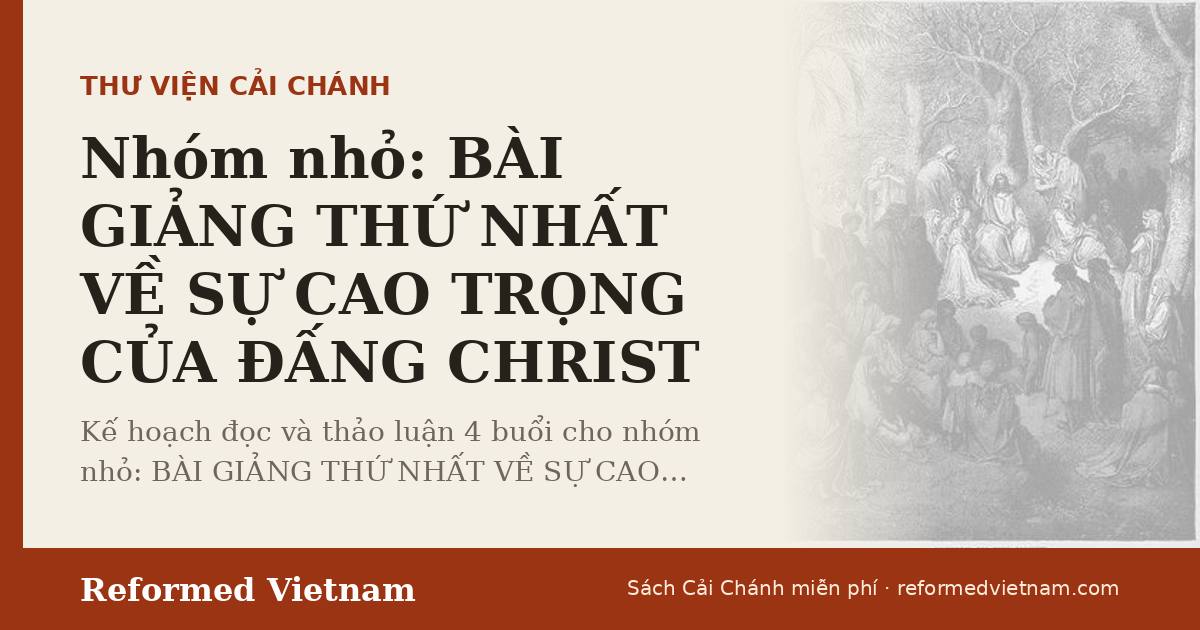 THƯ VIỆN CẢI CHÁNH
Nhóm nhỏ: BÀI
GIẢNG THỨ NHẤT
VỀ SỰ CAO TRỌNG
CỦA ĐẤNG CHRIST
Kế hoạch đọc và thảo luận 4 buổi cho nhóm
nhỏ: BÀI GIẢNG THỨ NHẤT VỀ SỰ CAO...
Reformed Vietnam
Sách Cải Chánh miễn phí · reformedvietnam.com